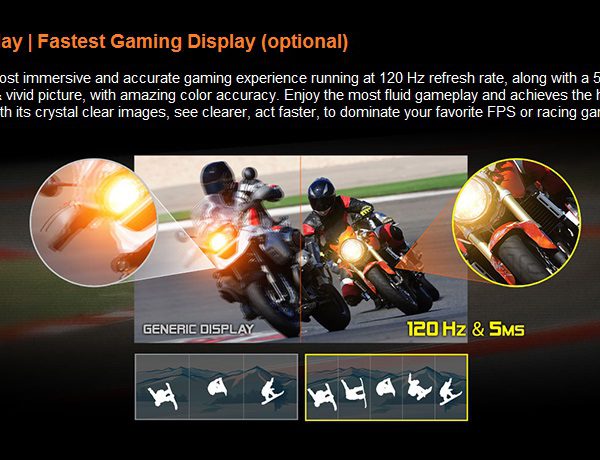 ay | Fastest Gaming Display (optional)
ost immersive and accurate gaming experience running at 120 Hz refresh rate, along with a 5
vivid picture, with amazing color accuracy. Enjoy the most fluid gameplay and achieves the h
th its crystal clear images, see clearer, act faster, to dominate your favorite FPS or racing gam
GENERIC DISPLAY
120 Hz & 5MS